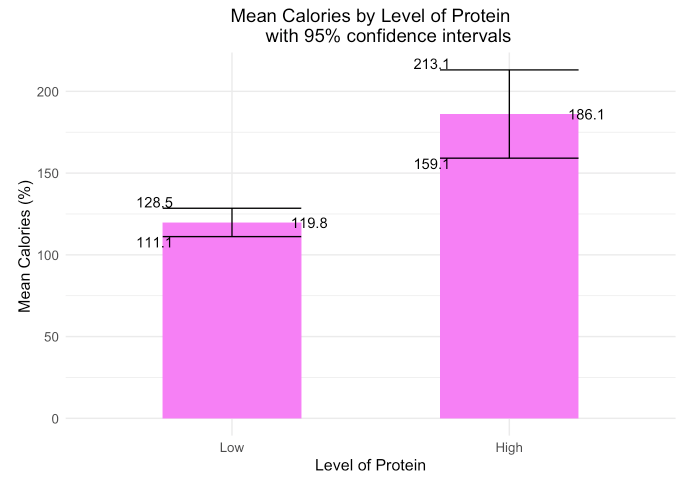 Mean Calories by Level of Protein
with 95% confidence intervals
Mean Calories (%)
200
150
100
50
0
213.1
186.1
159.1
128.5
119.8
111.1
Low
High
Level of Protein